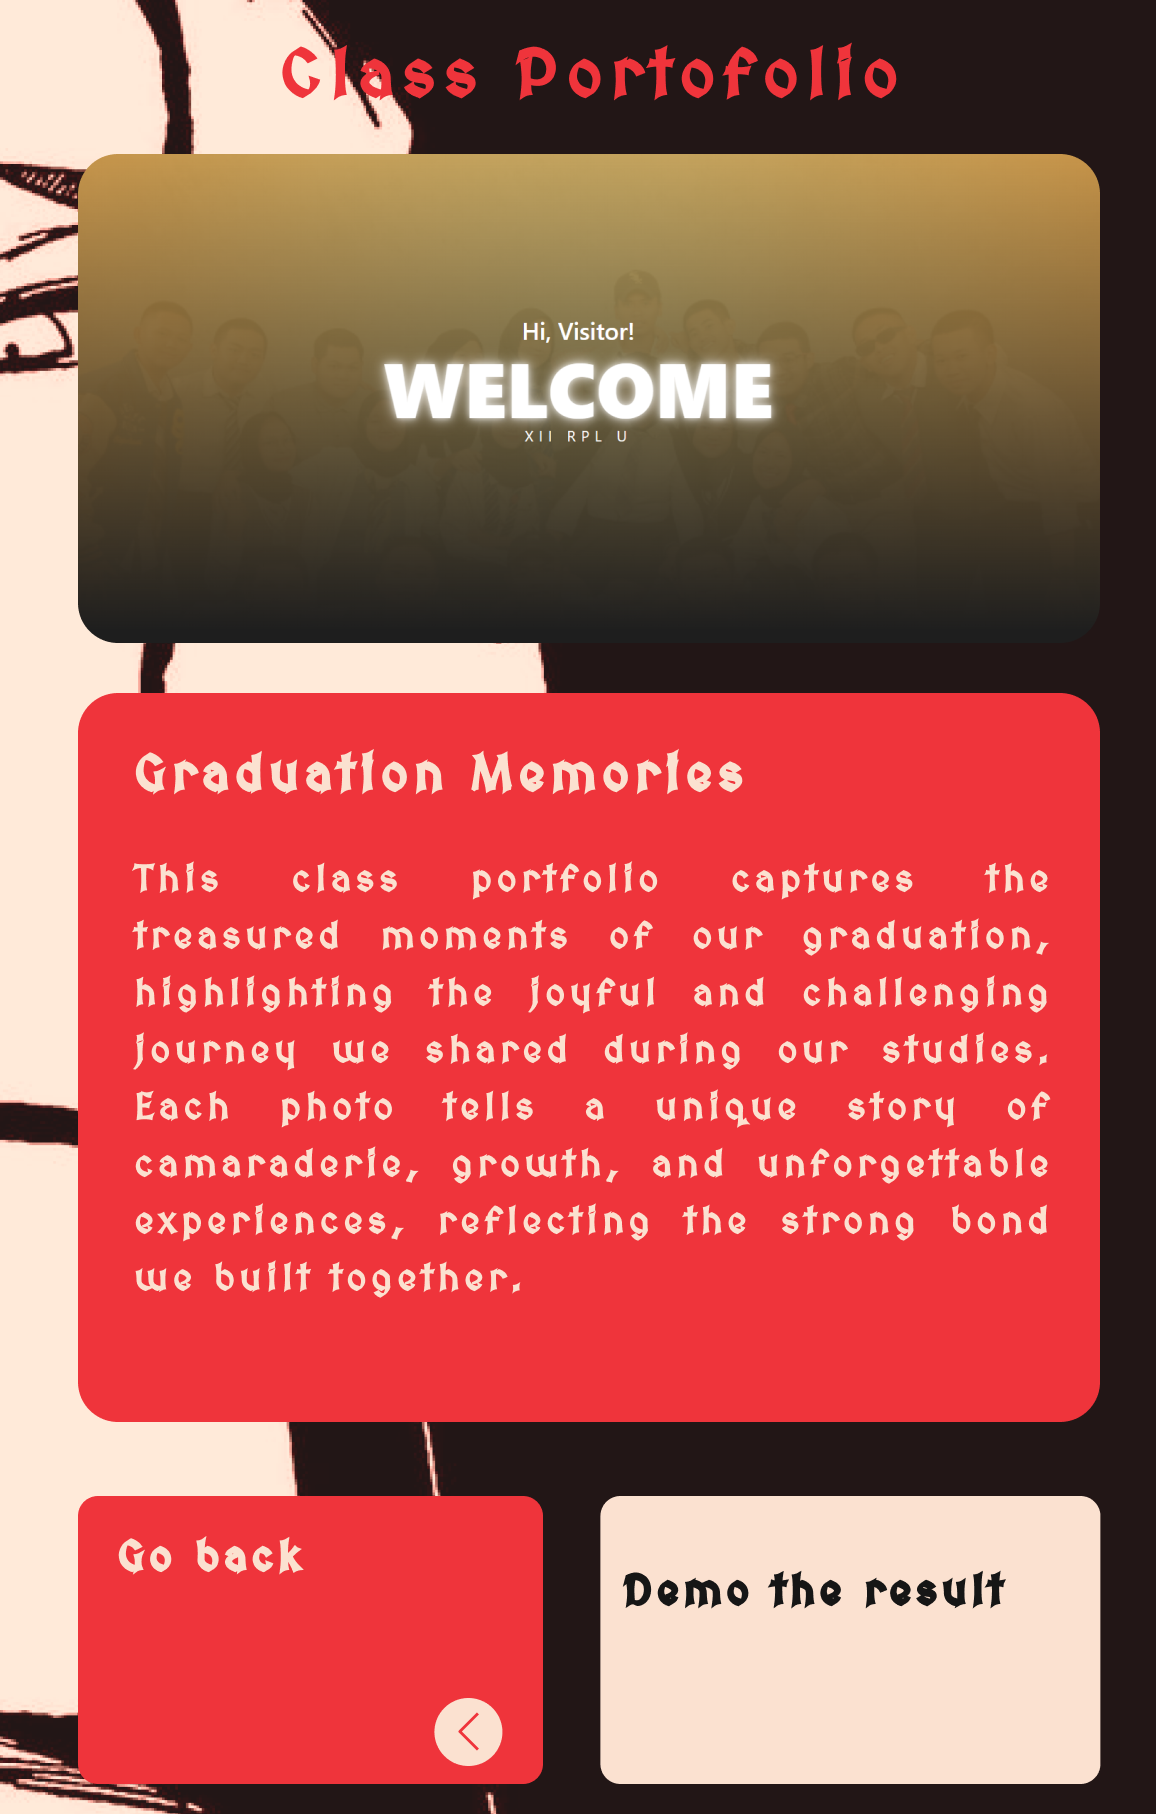 Class Portofolio
Hi, Visitor!
WELCOME
XII RPL U
Graduation Memories
This class portfolio captures the
treasured moments of our graduation,
highlighting the joyful and challenging
journey we shared during our studies.
Each photo tells a unique story of
camaraderie, growth, and unforgettable
experiences, reflecting the strong bond
we built together.
Go back
Demo the result